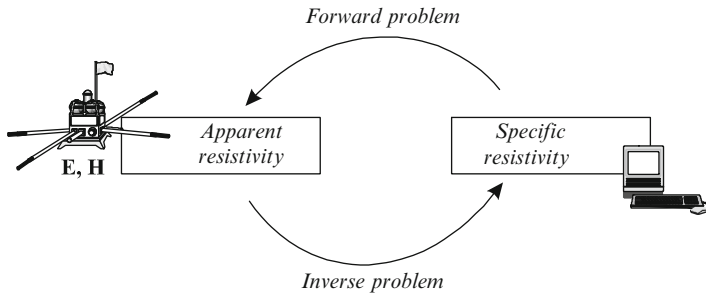 Forward problem
Apparent
resistivity
Specific
resistivity
E, H
Inverse problem